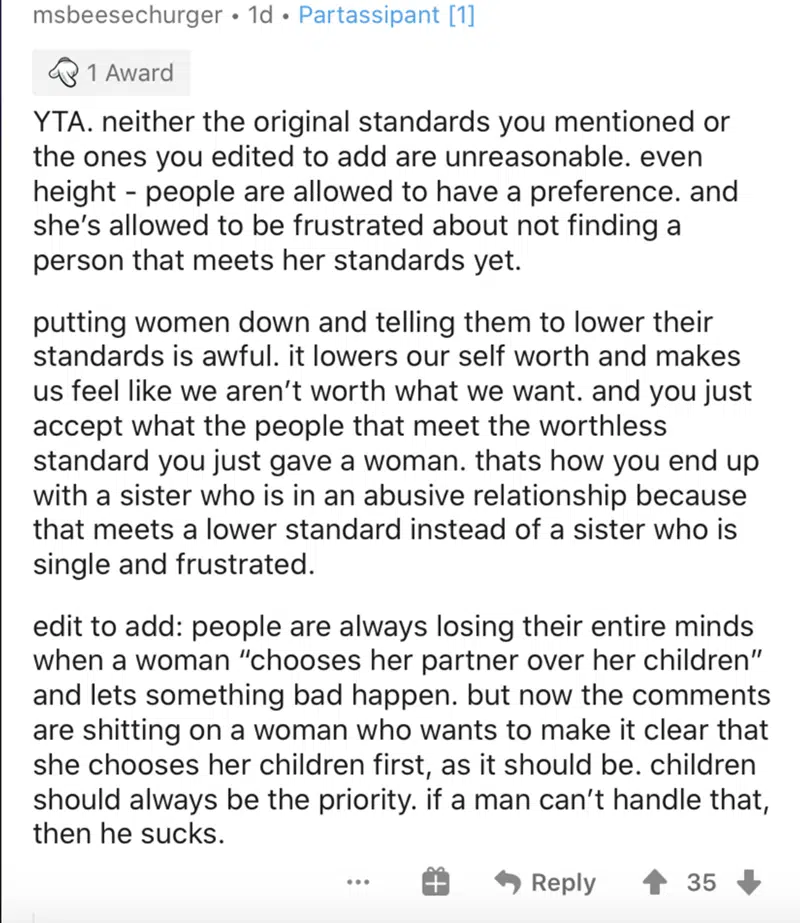 msbeesechurger • 1d • Partassipant [1]
1 Award
YTA. neither the original standards you mentioned or
the ones you edited to add are unreasonable. even
height - people are allowed to have a preference. and
she’s allowed to be frustrated about not finding a
person that meets her standards yet.
putting women down and telling them to lower their
standards is awful. it lowers our self worth and makes
us feel like we aren’t worth what we want. and you just
accept what the people that meet the worthless
standard you just gave a woman. thats how you end up
with a sister who is in an abusive relationship because
that meets a lower standard instead of a sister who is
single and frustrated.
edit to add: people are always losing their entire minds
when a woman “chooses her partner over her children”
and lets something bad happen. but now the comments
are shitting on a woman who wants to make it clear that
she chooses her children first, as it should be. children
should always be the priority. if a man can’t handle that,
then he sucks.
... Reply 35